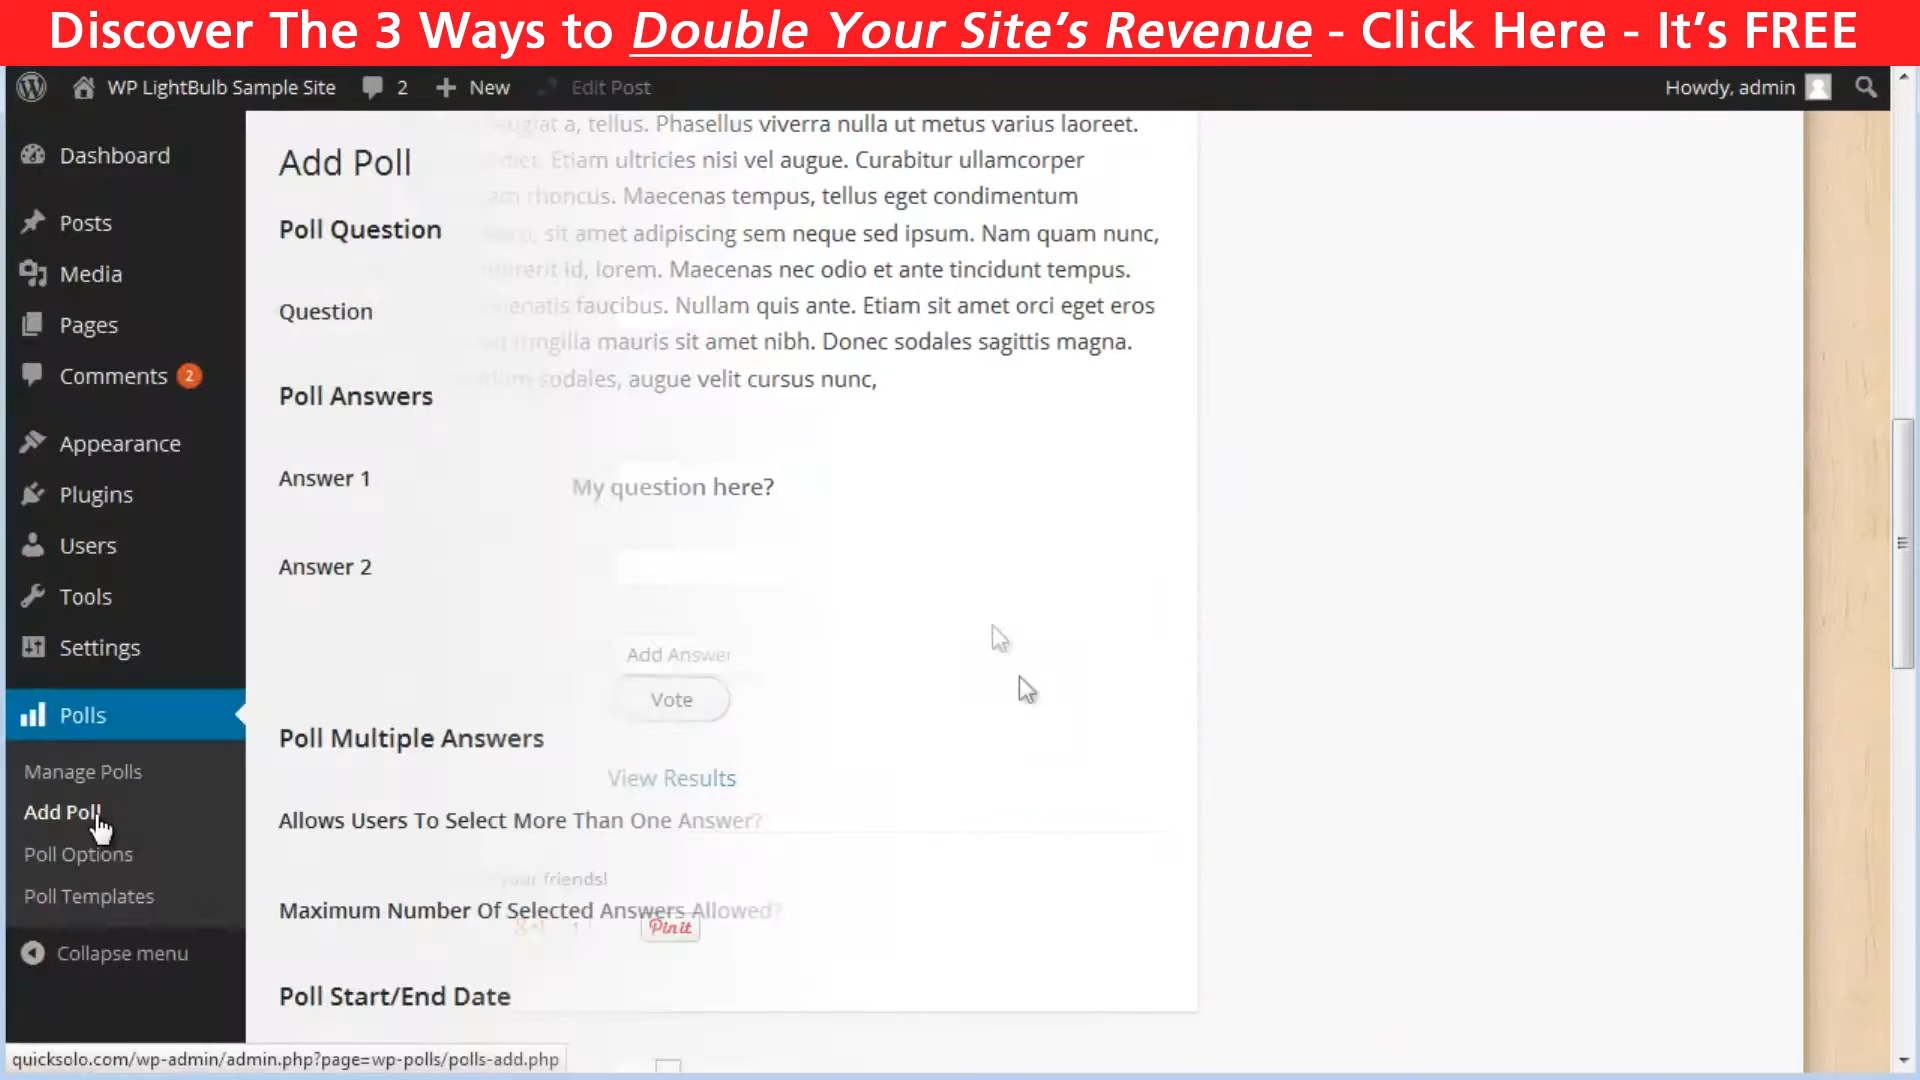 Discover The 3 Ways to Double Your Site's Revenue - Click Here - It's FREE
WP LightBulb Sample Site 2 New Edit Post Howdy, admin
Dashboard
Posts
Media
Pages
Comments 2
Appearance
Plugins
Users
Tools
Settings
Polls
Manage Polls
Add Poll
Poll Options
Poll Templates
Collapse menu
Add Poll
Poll Question
Question
Poll Answers
Answer 1
Answer 2
Add Answer
Poll Multiple Answers
Allows Users To Select More Than One Answer?
Maximum Number Of Selected Answers Allowed?
Poll Start/End Date
feugiat a, tellus. Phasellus viverra nulla ut metus varius laoreet.
Etiam ultricies nisi vel augue. Curabitur ullamcorper
rhoncus. Maecenas tempus, tellus eget condimentum
sit amet adipiscing sem neque sed ipsum. Nam quam nunc,
id, lorem. Maecenas nec odio et ante tincidunt tempus.
faucibus. Nullam quis ante. Etiam sit amet orci eget eros
fringilla mauris sit amet nibh. Donec sodales sagittis magna.
sodales, augue velit cursus nunc,
My question here?
Vote
View Results
your friends!
Pin it
quicksolo.com/wp-admin/admin.php?page=wp-polls/polls-add.php